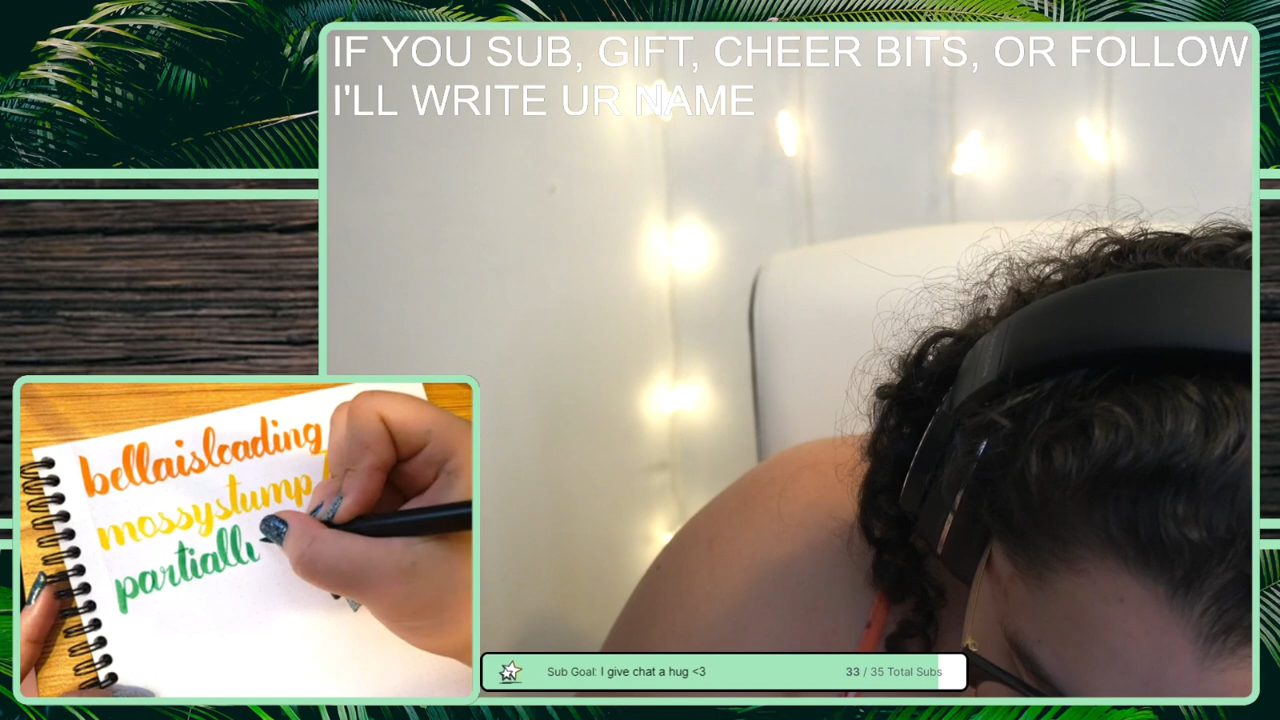 IF YOU SUB, GIFT, CHEER BITS, OR FOLLOW
I'LL WRITE UR NAME
bellaisloading
mossystump
partially
Sub Goal: I give chat a hug <3
33 / 35 Total Subs